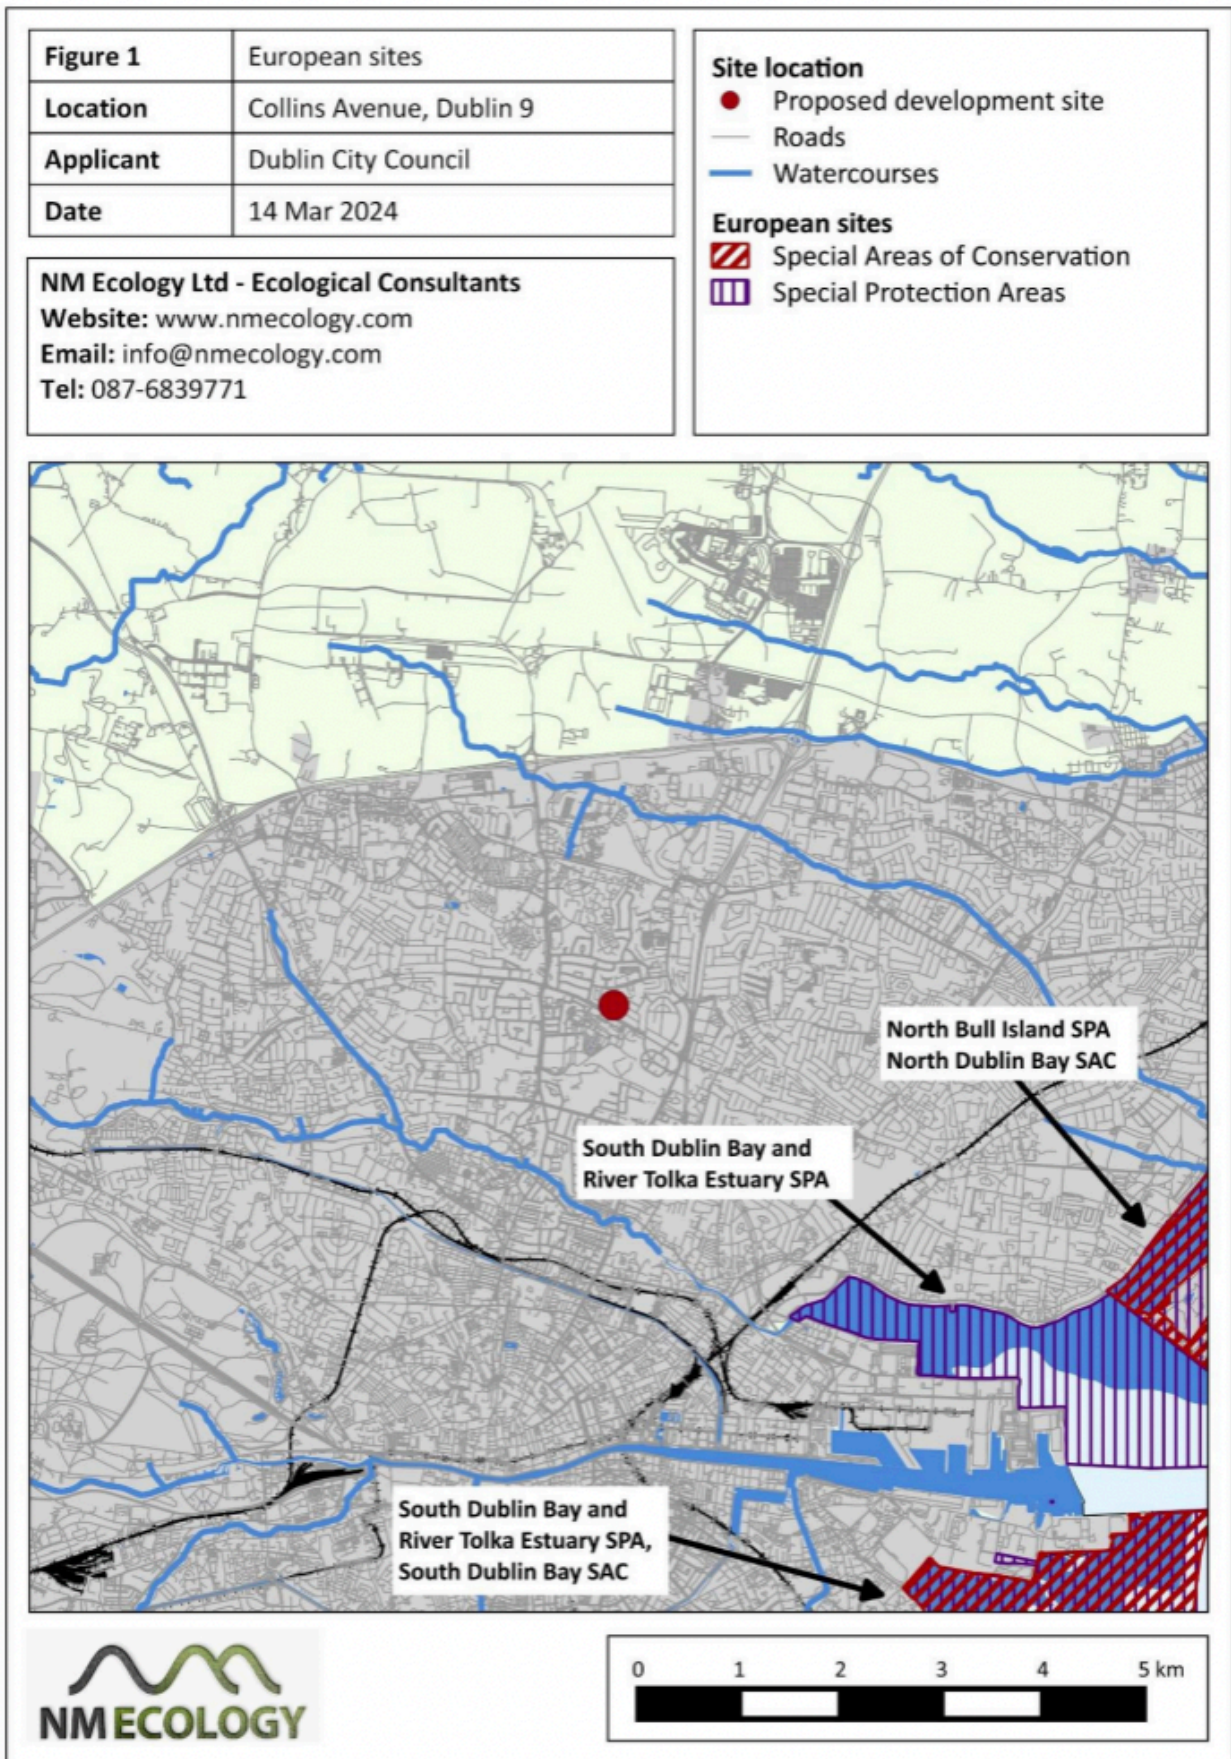 Figure 1 European sites
Location Collins Avenue, Dublin 9
Applicant Dublin City Council
Date 14 Mar 2024
NM Ecology Ltd - Ecological Consultants
Website: www.nmecology.com
Email: info@nmecology.com
Tel: 087-6839771
Site location
Proposed development site
Roads
Watercourses
European sites
Special Areas of Conservation
Special Protection Areas
North Bull Island SPA
North Dublin Bay SAC
South Dublin Bay and
River Tolka Estuary SPA
South Dublin Bay and
River Tolka Estuary SPA,
South Dublin Bay SAC
NM ECOLOGY
0 1 2 3 4 5 km